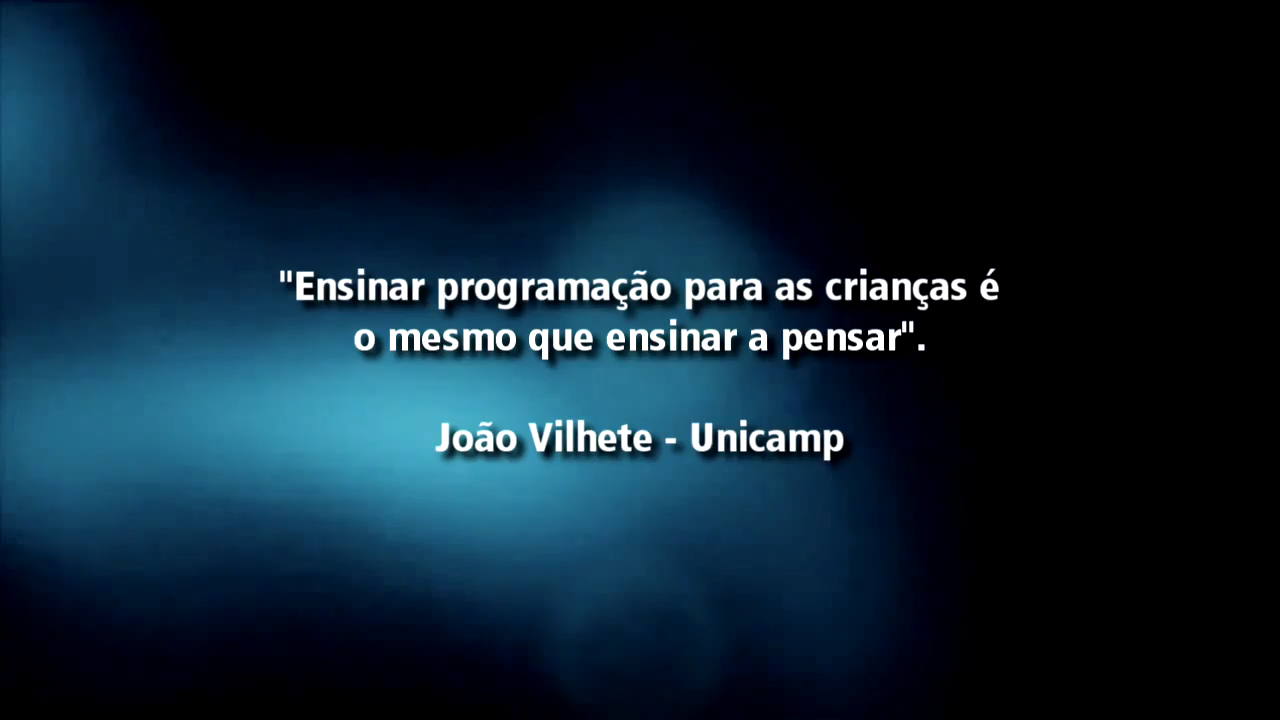 "Ensinar programação para as crianças é
o mesmo que ensinar a pensar".
João Vilhete - Unicamp